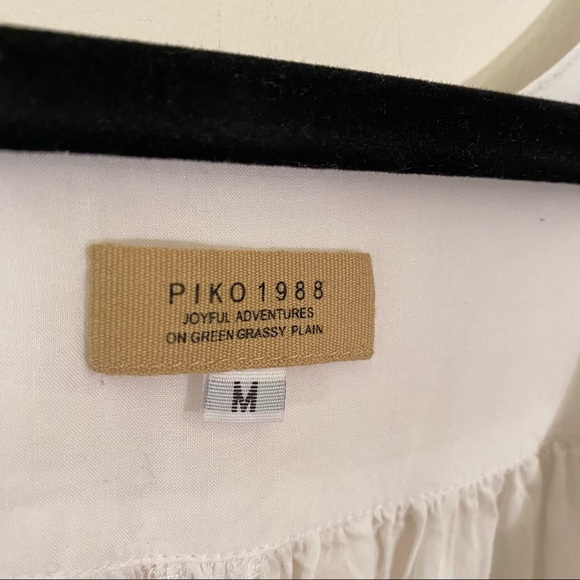 PIKO 1988
JOYFUL ADVENTURES
ON GREEN GRASSY PLAIN
M